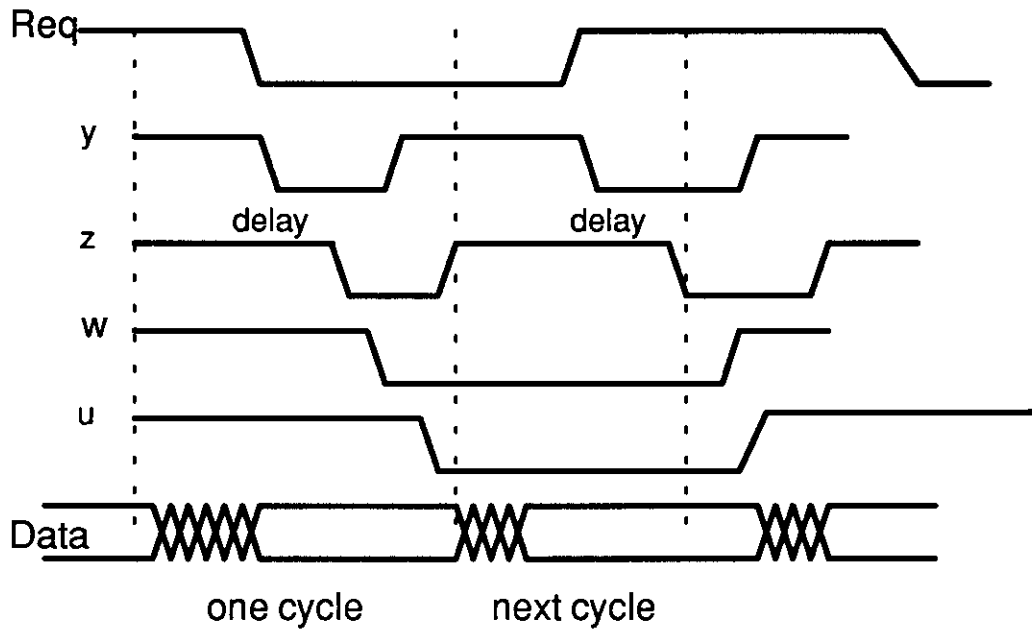 Req
y
delay delay
z
w
u
Data
one cycle next cycle